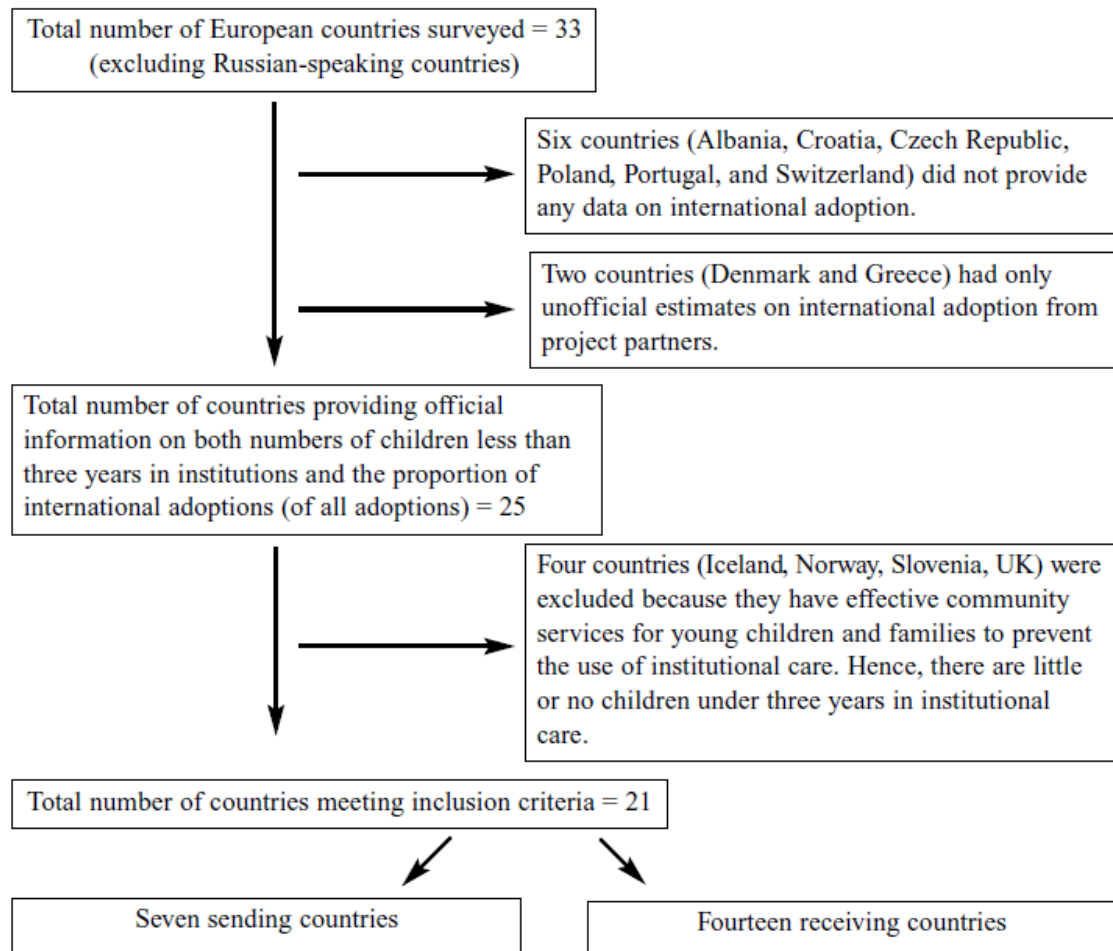 Total number of European countries surveyed = 33
(excluding Russian-speaking countries)
Six countries (Albania, Croatia, Czech Republic,
Poland, Portugal, and Switzerland) did not provide
any data on international adoption.
Two countries (Denmark and Greece) had only
unofficial estimates on international adoption from
project partners.
Total number of countries providing official
information on both numbers of children less than
three years in institutions and the proportion of
international adoptions (of all adoptions) = 25
Four countries (Iceland, Norway, Slovenia, UK) were
excluded because they have effective community
services for young children and families to prevent
the use of institutional care. Hence, there are little
or no children under three years in institutional
care.
Total number of countries meeting inclusion criteria = 21
Seven sending countries
Fourteen receiving countries